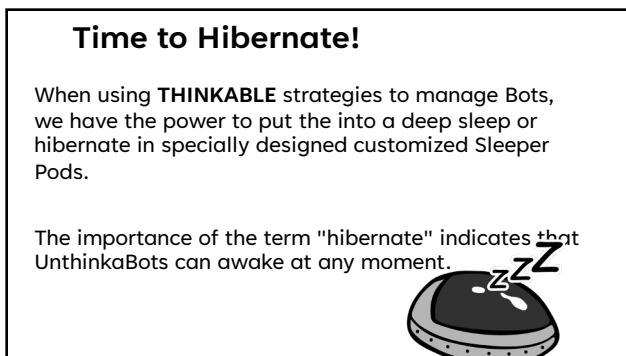 Time to Hibernate!
When using THINKABLE strategies to manage Bots,
we have the power to put the into a deep sleep or
hibernate in specially designed customized Sleeper
Pods.
The importance of the term "hibernate" indicates that
UnthinkaBots can awake at any moment.
zzZ